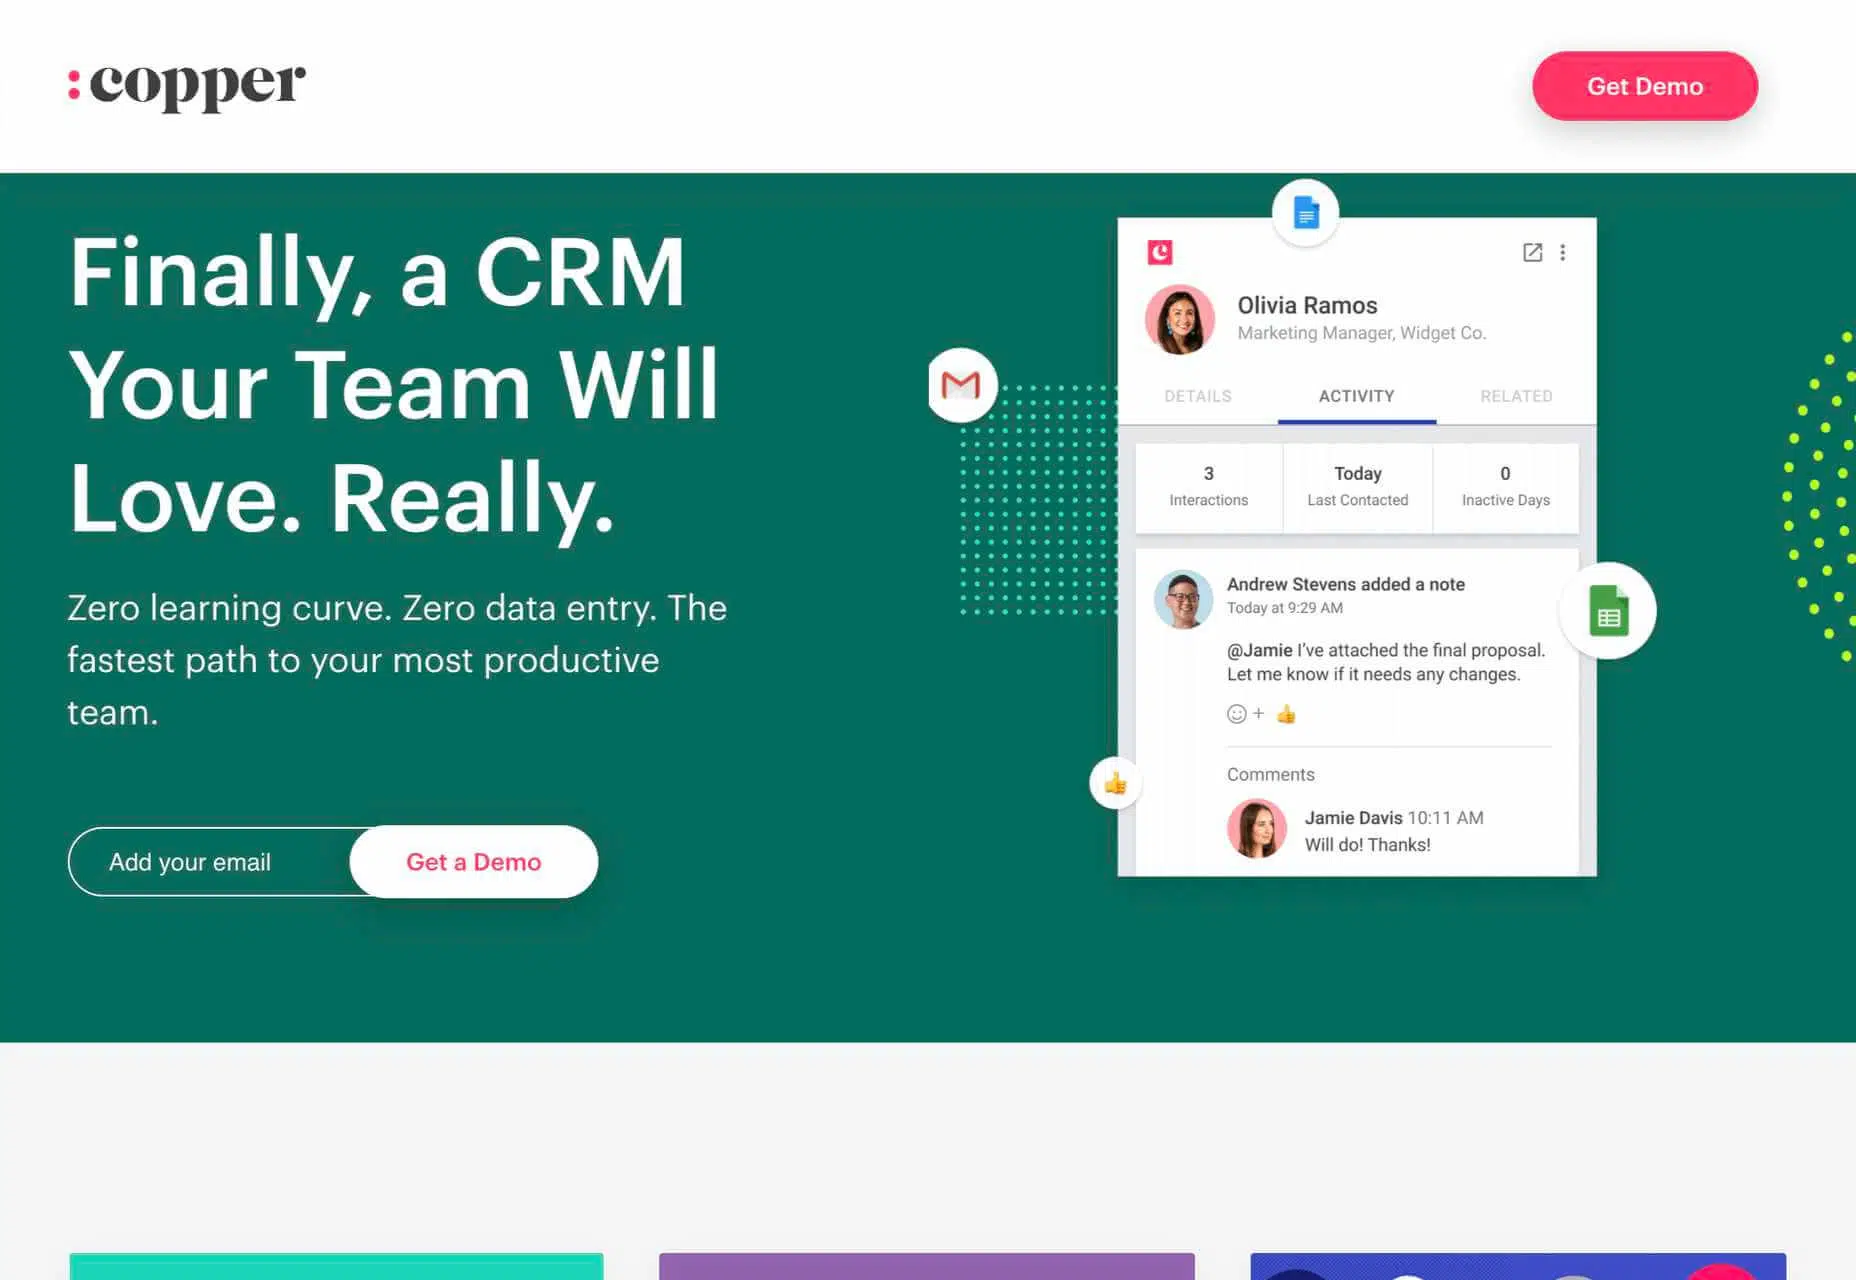 :copper
Get Demo
Finally, a CRM
Your Team Will
Love. Really.
Zero learning curve. Zero data entry. The
fastest path to your most productive
team.
Add your email
Get a Demo
Olivia Ramos
Marketing Manager, Widget Co.
DETAILS ACTIVITY RELATED
3 Today 0
Interactions Last Contacted Inactive Days
Andrew Stevens added a note
Today at 9:29 AM
@Jamie I've attached the final proposal.
Let me know if it needs any changes.
Comments
Jamie Davis 10:11 AM
Will do! Thanks!